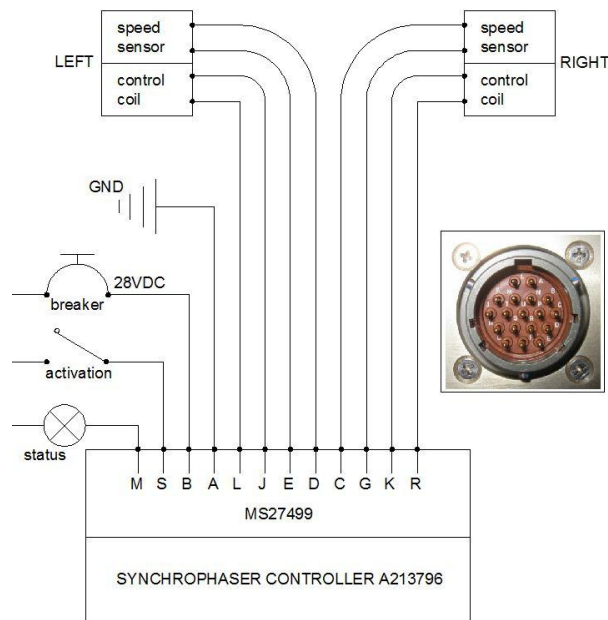 speed
sensor
LEFT
control
coil
speed
sensor
control
RIGHT
coil
GND
28VDC
breaker
activation
status
M S B A L J E D C G K R
MS27499
SYNCHROPHASER CONTROLLER A213796